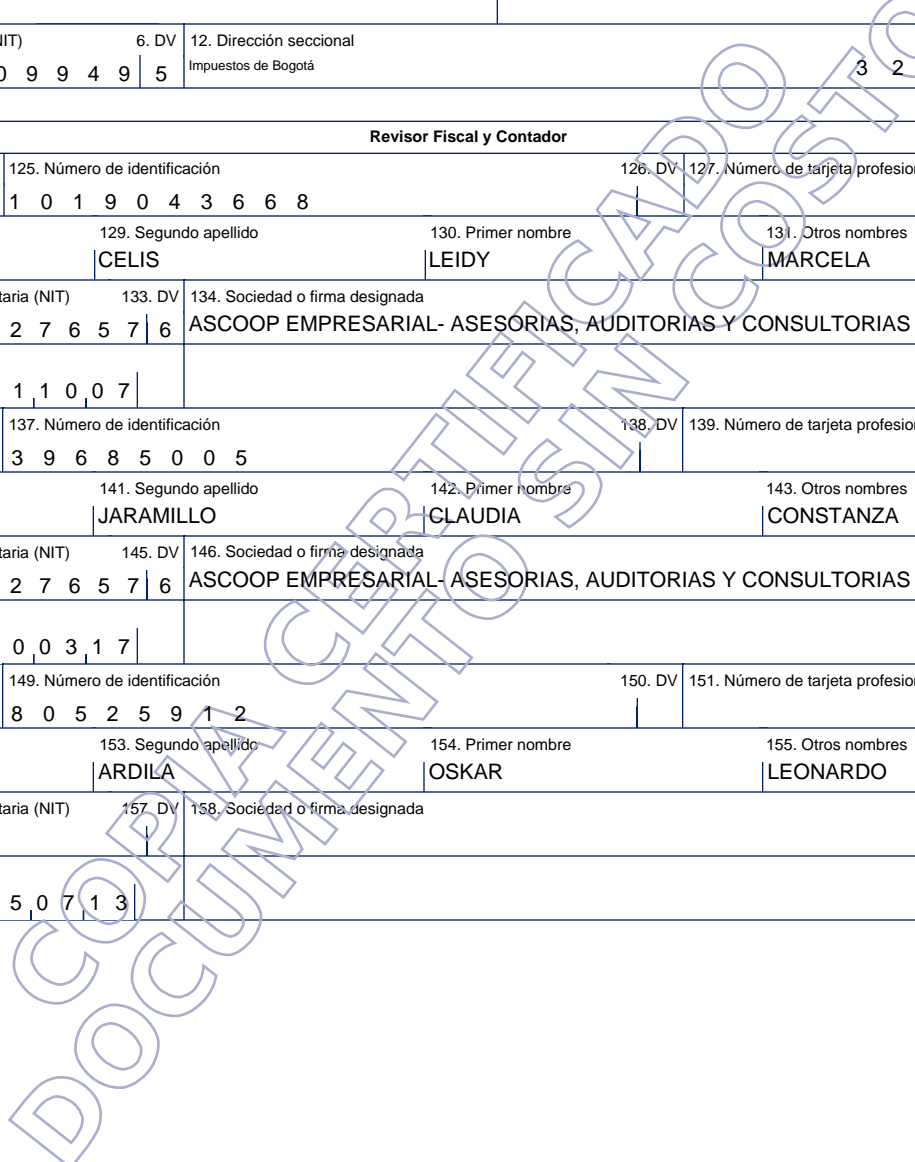 NIT) 6. DV 12. Dirección seccional
0 9 9 4 9 5 Impuestos de Bogotá 3 2
Revisor Fiscal y Contador
125. Número de identificación 126. DV 127. Número de tarjeta profesion
1 0 1 9 0 4 3 6 6 8
129. Segundo apellido 130. Primer nombre 131. Otros nombres
CELIS LEIDY MARCELA
taria (NIT) 133. DV 134. Sociedad o firma designada
2 7 6 5 7 6 ASCOOP EMPRESARIAL- ASESORIAS, AUDITORIAS Y CONSULTORIAS
1 1 0 0 7
137. Número de identificación 138. DV 139. Número de tarjeta profesion
3 9 6 8 5 0 0 5
141. Segundo apellido 142. Primer nombre 143. Otros nombres
JARAMILLO CLAUDIA CONSTANZA
taria (NIT) 145. DV 146. Sociedad o firma designada
2 7 6 5 7 6 ASCOOP EMPRESARIAL- ASESORIAS, AUDITORIAS Y CONSULTORIAS
0 0 3 1 7
149. Número de identificación 150. DV 151. Número de tarjeta profesion
8 0 5 2 5 9 1 2
153. Segundo apellido 154. Primer nombre 155. Otros nombres
ARDILA OSKAR LEONARDO
taria (NIT) 157. DV 158. Sociedad o firma designada
5 0 7 1 3
COPIA CERTIFICADO
DOCUMENTO SIN COSTO